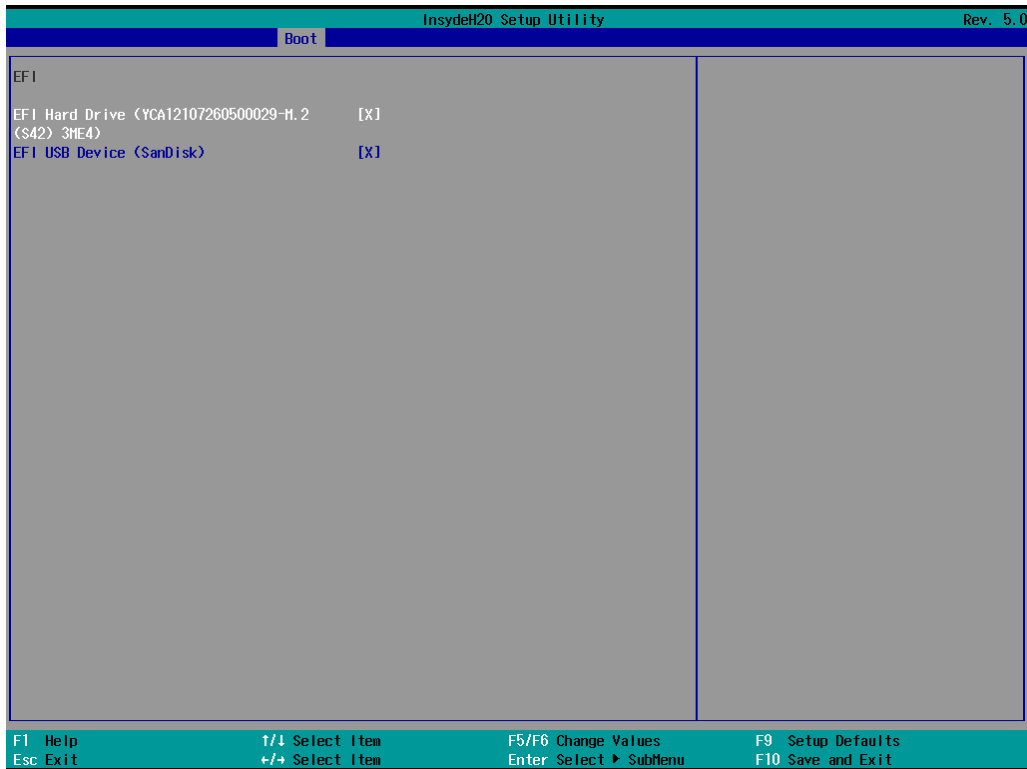 InsydeH20 Setup Utility Rev. 5.0
Boot
EFI
EFI Hard Drive (YCA12107260500029-M.2 [X]
(S42) 3ME4)
EFI USB Device (SanDisk) [X]
F1 Help ↑/↓ Select Item F5/F6 Change Values F9 Setup Defaults
Esc Exit ←/→ Select Item Enter Select ▶ SubMenu F10 Save and Exit